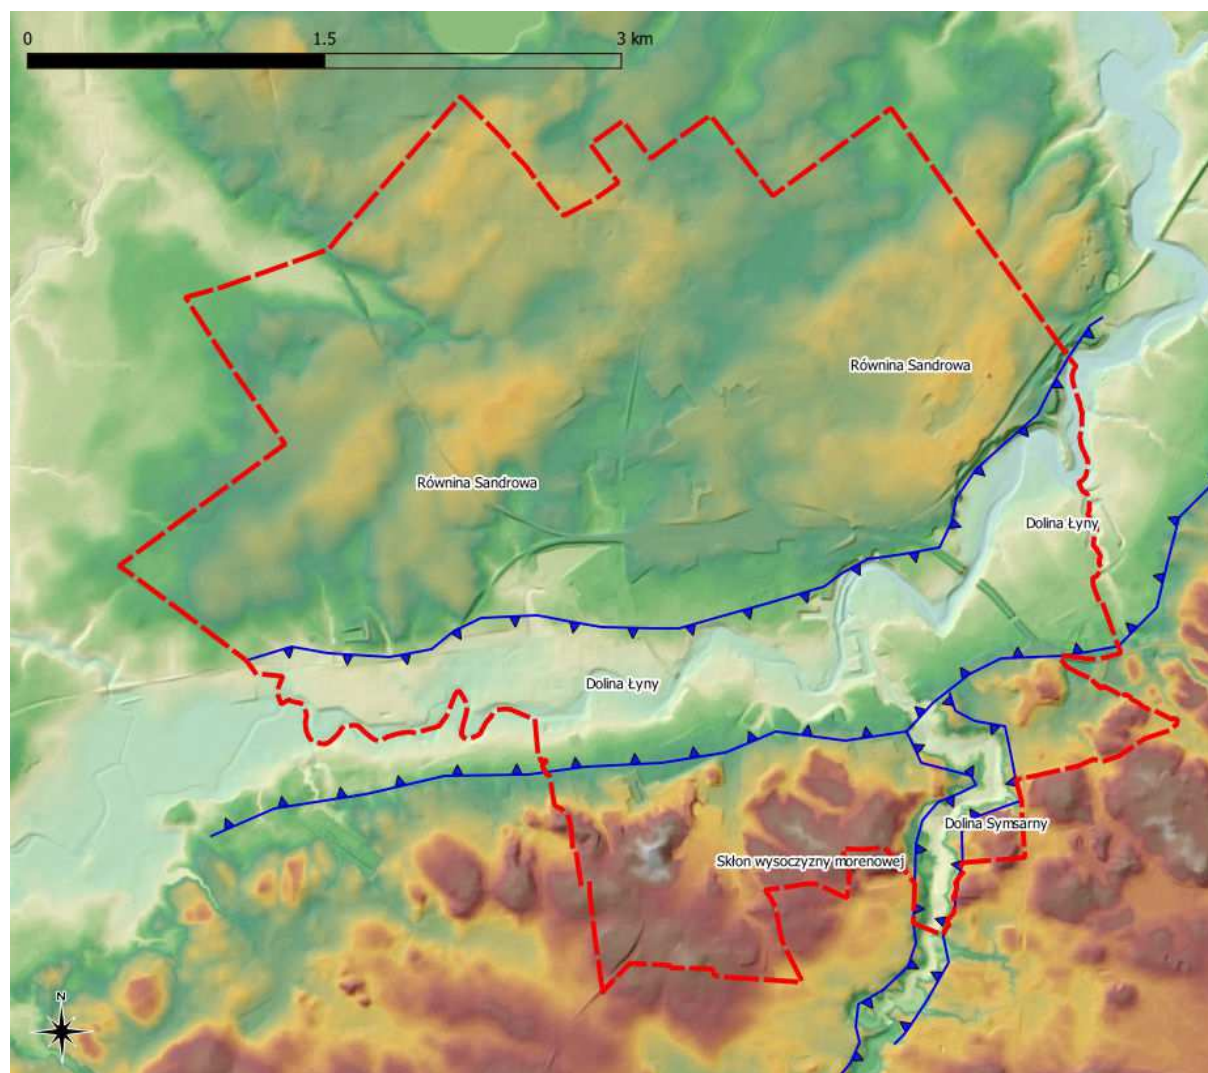 0 1.5 3 km
Równina Sandrowa
Równina Sandrowa
Dolina Łyny
Dolina Łyny
Dolina Symsarny
Skłon wysoczyzny morenowej
N